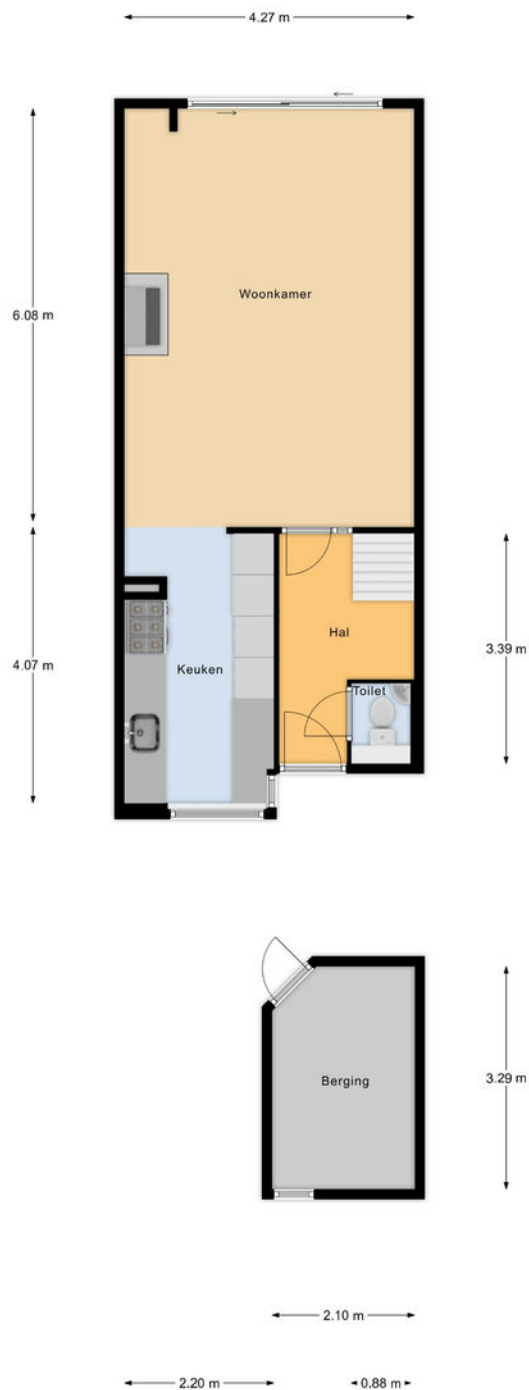 4.27 m
Woonkamer
6.08 m
Hal
3.39 m
Keuken
4.07 m
Toilet
Berging
3.29 m
2.10 m
2.20 m
0.88 m